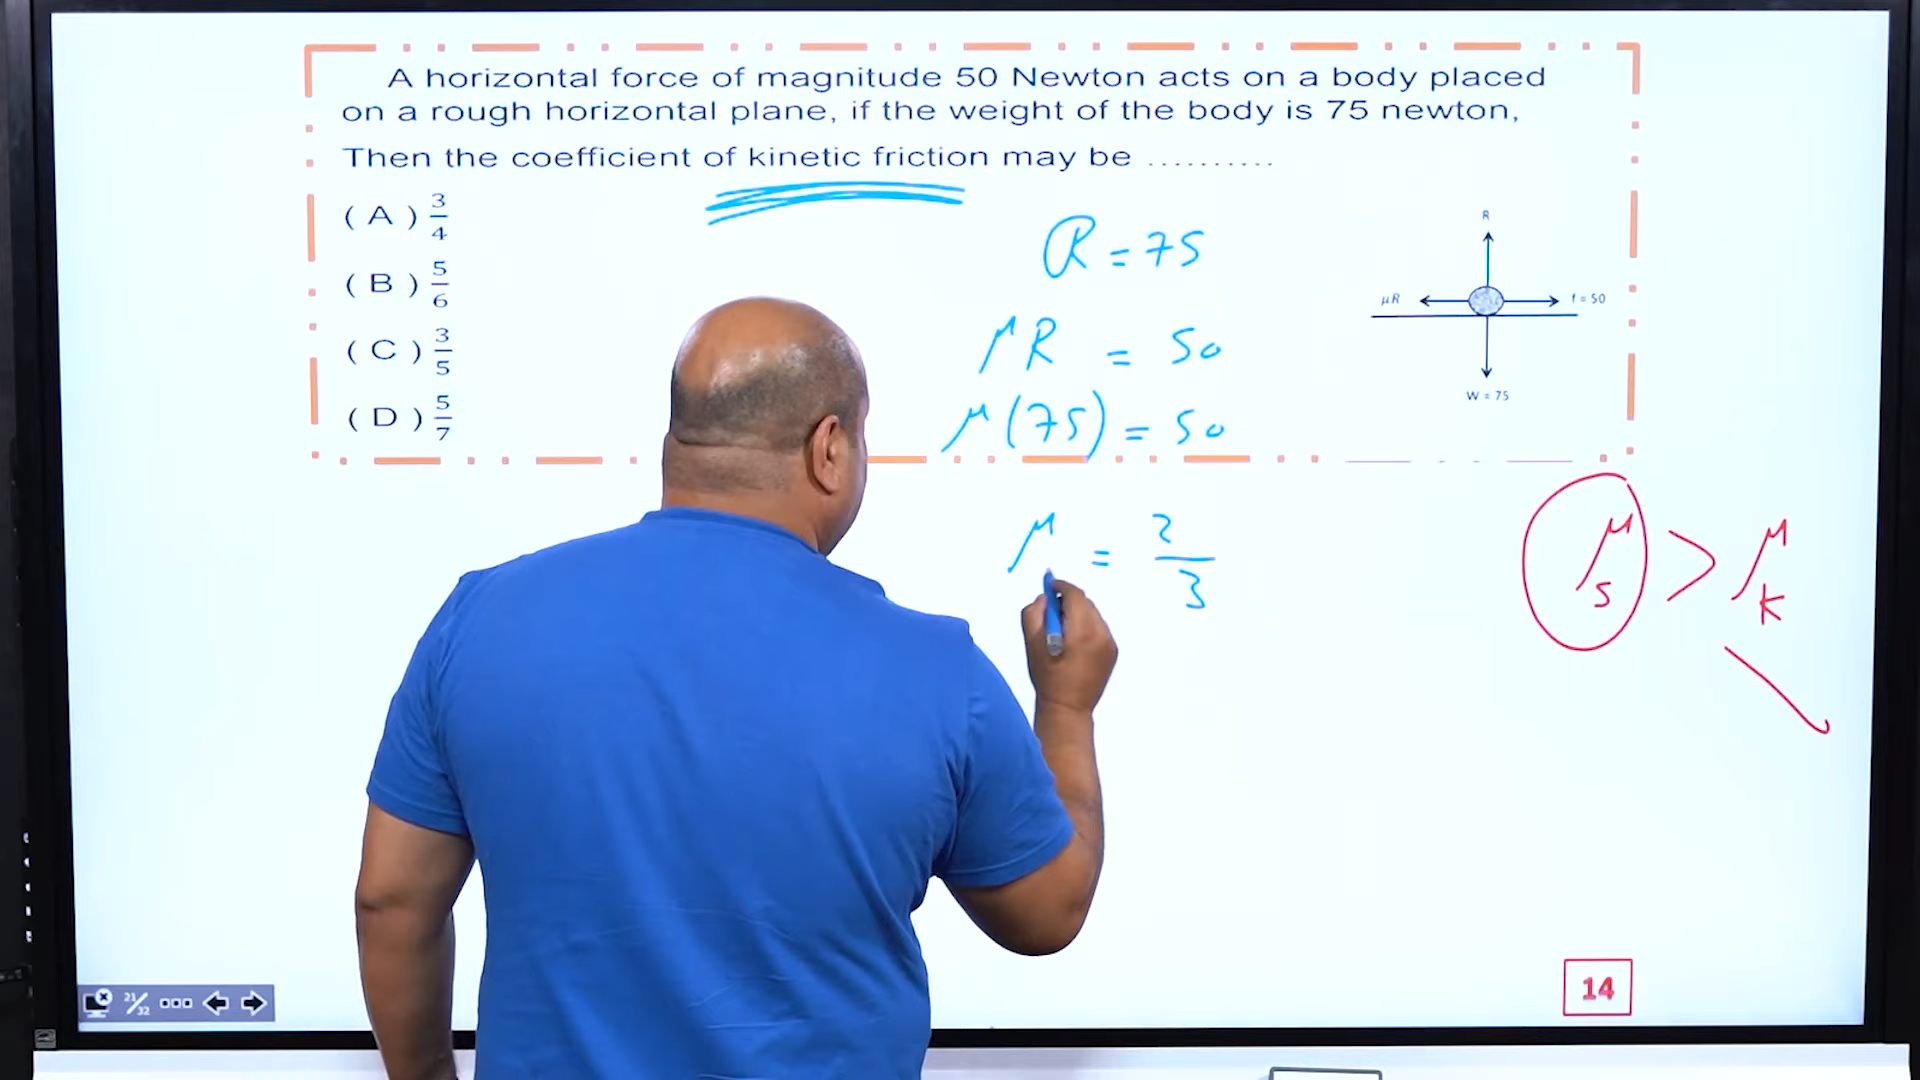 A horizontal force of magnitude 50 Newton acts on a body placed
on a rough horizontal plane, if the weight of the body is 75 newton,
Then the coefficient of kinetic friction may be ..........
(A) 3/4
(B) 5/6
(C) 3/5
(D) 5/7
R = 75
μR = 50
μ(75) = 50
μ = 2/3
R
μR
f = 50
W = 75
μs > μk
21/32
14